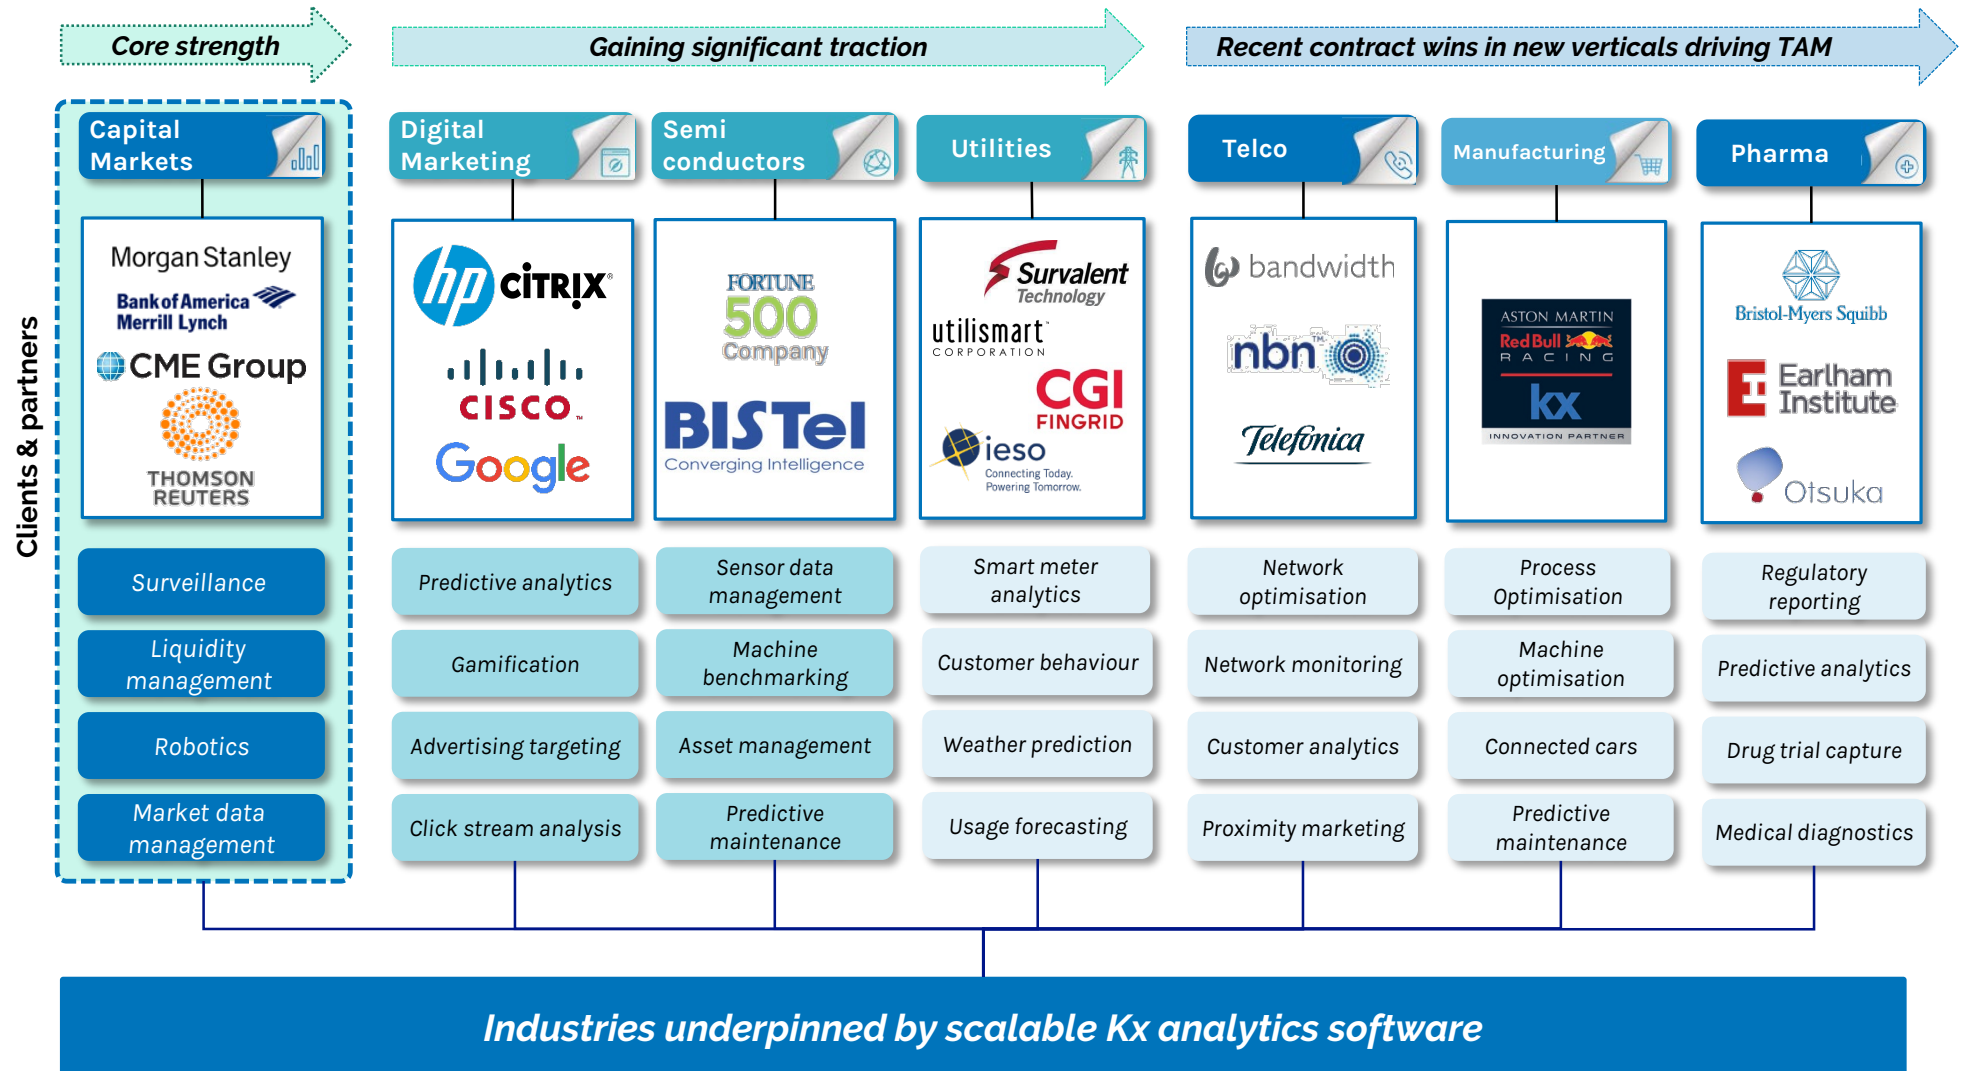 Core strength
Gaining significant traction
Recent contract wins in new verticals driving TAM
Clients & partners
Capital
Markets
Morgan Stanley
Bank of America
Merrill Lynch
CME Group
THOMSON
REUTERS
Surveillance
Liquidity
management
Robotics
Market data
management
Digital
Marketing
hp
CİTRIX®
CISCO™
Google
Predictive analytics
Gamification
Advertising targeting
Click stream analysis
Semi
conductors
FORTUNE
500
Company
BISTel
Converging Intelligence
Sensor data
management
Machine
benchmarking
Asset management
Predictive
maintenance
Utilities
Survalent
Technology
utilismart™
CORPORATION
CGI
FINGRID
ieso
Connecting Today.
Powering Tomorrow.
Smart meter
analytics
Customer behaviour
Weather prediction
Usage forecasting
Telco
bandwidth
nbn™
Telefónica
Network
optimisation
Network monitoring
Customer analytics
Proximity marketing
Manufacturing
ASTON MARTIN
Red Bull
RACING
kx
INNOVATION PARTNER
Process
Optimisation
Machine
optimisation
Connected cars
Predictive
maintenance
Pharma
Bristol-Myers Squibb
Earlham
Institute
Otsuka
Regulatory
reporting
Predictive analytics
Drug trial capture
Medical diagnostics
Industries underpinned by scalable Kx analytics software